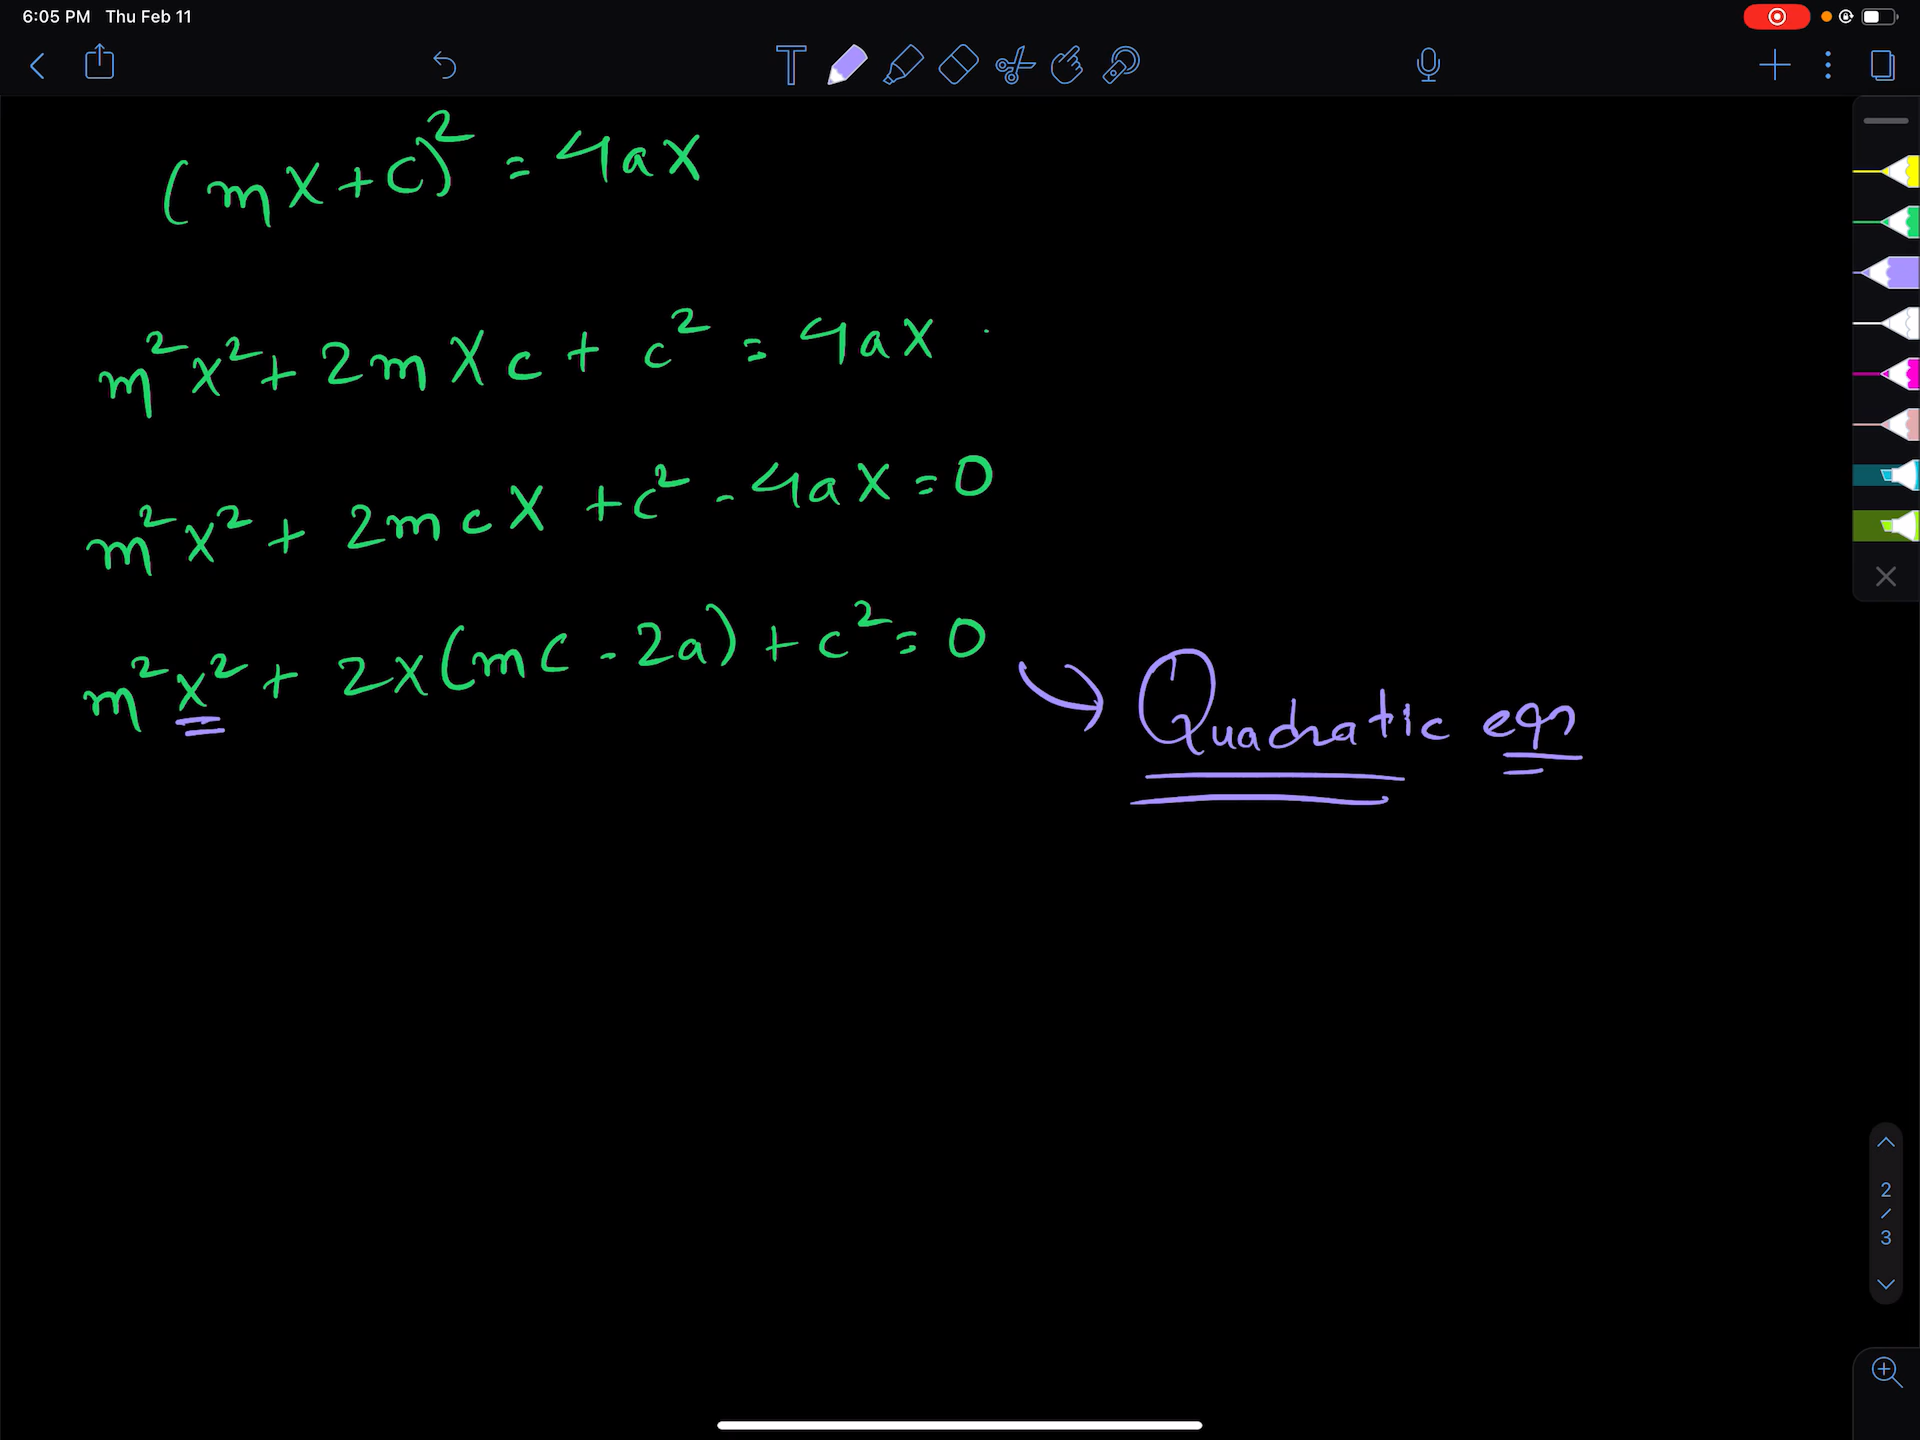 6:05 PM Thu Feb 11
(mx+c)² = 4ax
m²x² + 2mxc + c² = 4ax
m²x² + 2mcx + c² - 4ax = 0
m²x² + 2x(mc - 2a) + c² = 0
Quadratic eqn
2
/
3